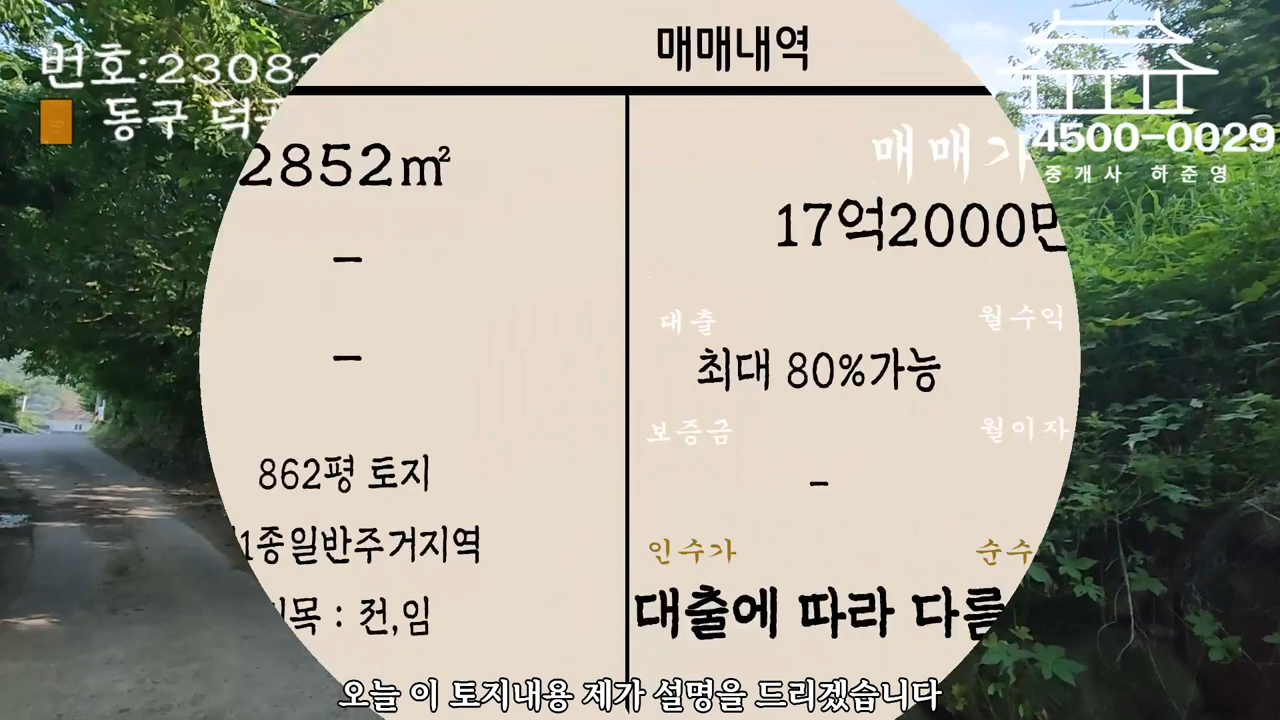 매매내역
번호:23082
동구 덕
4500-0029
중개사 하준영
2852㎡
매매가
17억2000만
–
대출
월수익
최대 80%가능
–
보증금
월이자
–
862평 토지
1종일반주거지역
인수가
순수
목 : 전,임
대출에 따라 다름
오늘 이 토지내용 제가 설명을 드리겠습니다